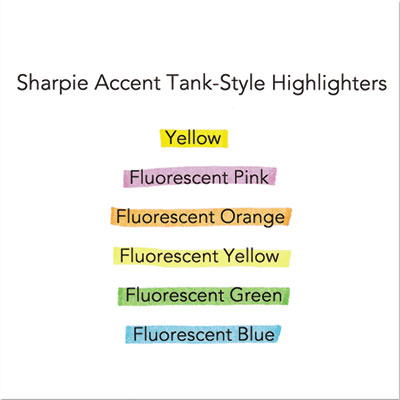 Sharpie Accent Tank-Style Highlighters
Yellow
Fluorescent Pink
Fluorescent Orange
Fluorescent Yellow
Fluorescent Green
Fluorescent Blue